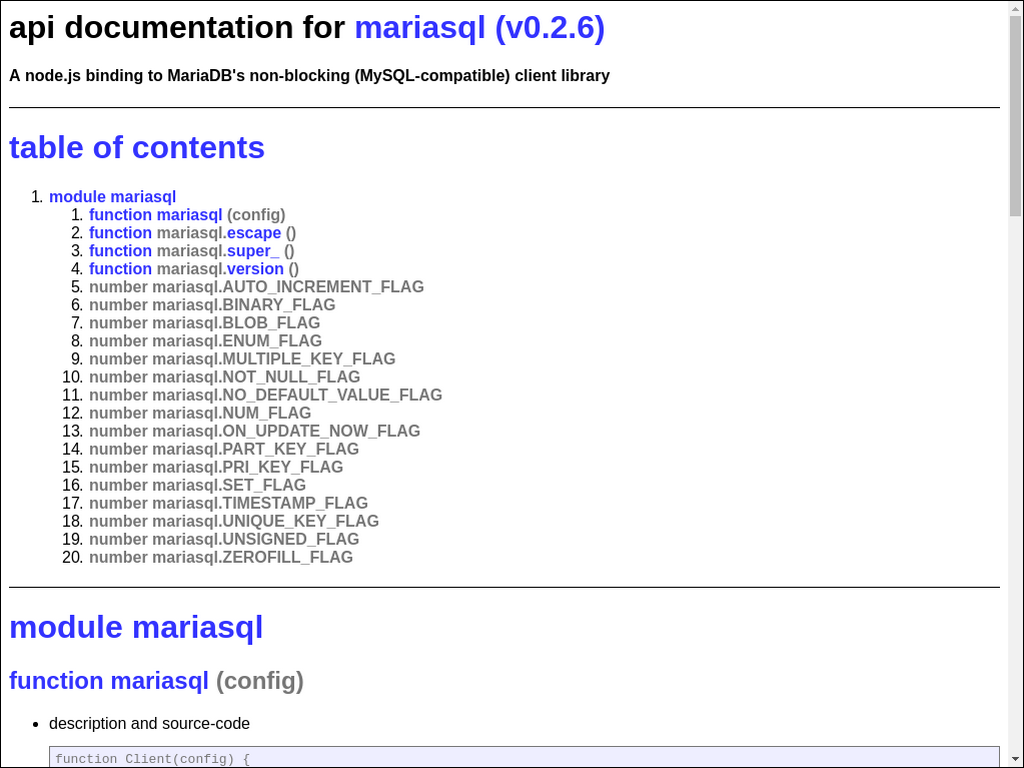 api documentation for mariasql (v0.2.6)
A node.js binding to MariaDB's non-blocking (MySQL-compatible) client library
table of contents
1. module mariasql
1. function mariasql (config)
2. function mariasql.escape ()
3. function mariasql.super_ ()
4. function mariasql.version ()
5. number mariasql.AUTO_INCREMENT_FLAG
6. number mariasql.BINARY_FLAG
7. number mariasql.BLOB_FLAG
8. number mariasql.ENUM_FLAG
9. number mariasql.MULTIPLE_KEY_FLAG
10. number mariasql.NOT_NULL_FLAG
11. number mariasql.NO_DEFAULT_VALUE_FLAG
12. number mariasql.NUM_FLAG
13. number mariasql.ON_UPDATE_NOW_FLAG
14. number mariasql.PART_KEY_FLAG
15. number mariasql.PRI_KEY_FLAG
16. number mariasql.SET_FLAG
17. number mariasql.TIMESTAMP_FLAG
18. number mariasql.UNIQUE_KEY_FLAG
19. number mariasql.UNSIGNED_FLAG
20. number mariasql.ZEROFILL_FLAG
module mariasql
function mariasql (config)
• description and source-code
function Client(config) {